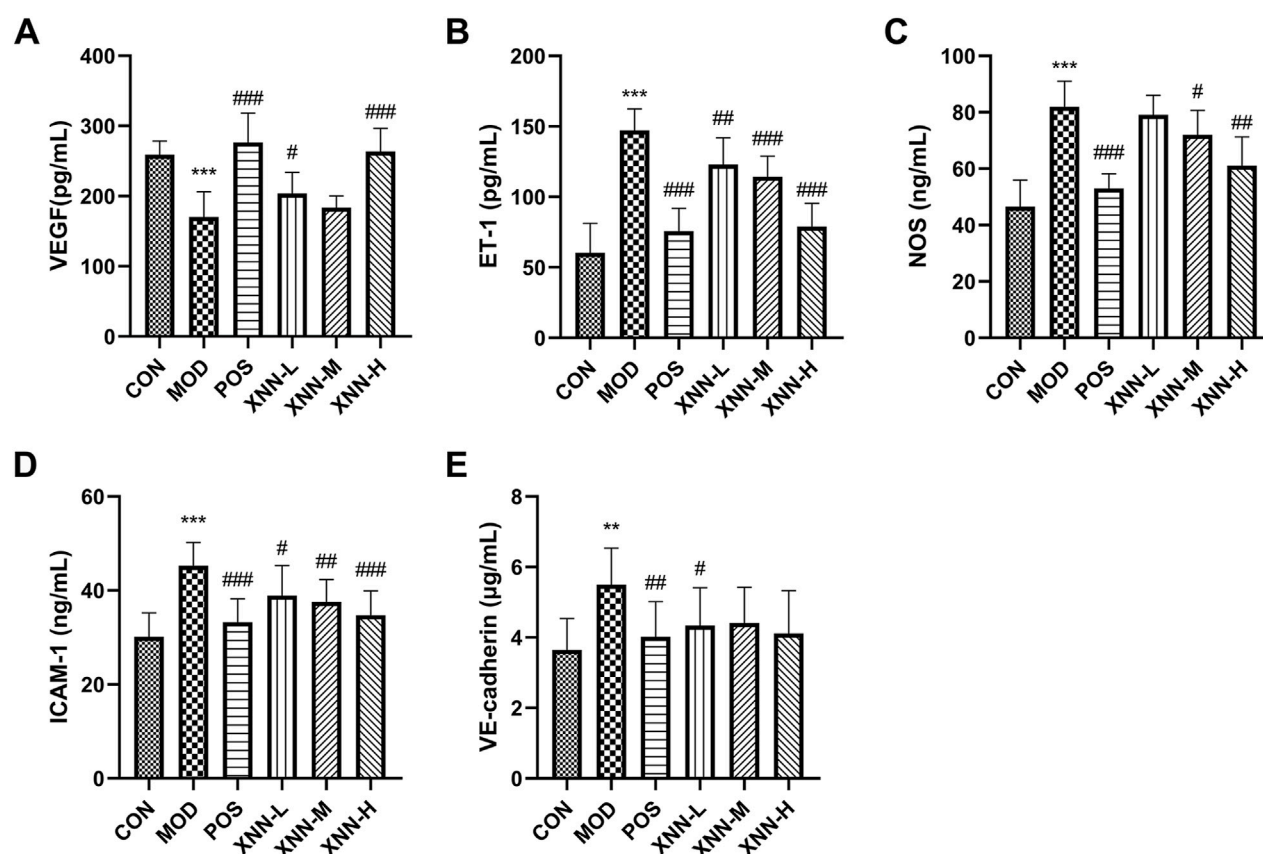 A
VEGF(pg/mL)
400
300
200
100
0
***
###
#
###
CON
MOD
POS
XNN-L
XNN-M
XNN-H
B
ET-1 (pg/mL)
200
150
100
50
0
***
###
##
###
###
CON
MOD
POS
XNN-L
XNN-M
XNN-H
C
NOS (ng/mL)
100
80
60
40
20
0
***
###
#
##
CON
MOD
POS
XNN-L
XNN-M
XNN-H
D
ICAM-1 (ng/mL)
60
40
20
0
***
###
#
##
###
CON
MOD
POS
XNN-L
XNN-M
XNN-H
E
VE-cadherin (μg/mL)
8
6
4
2
0
**
##
#
CON
MOD
POS
XNN-L
XNN-M
XNN-H